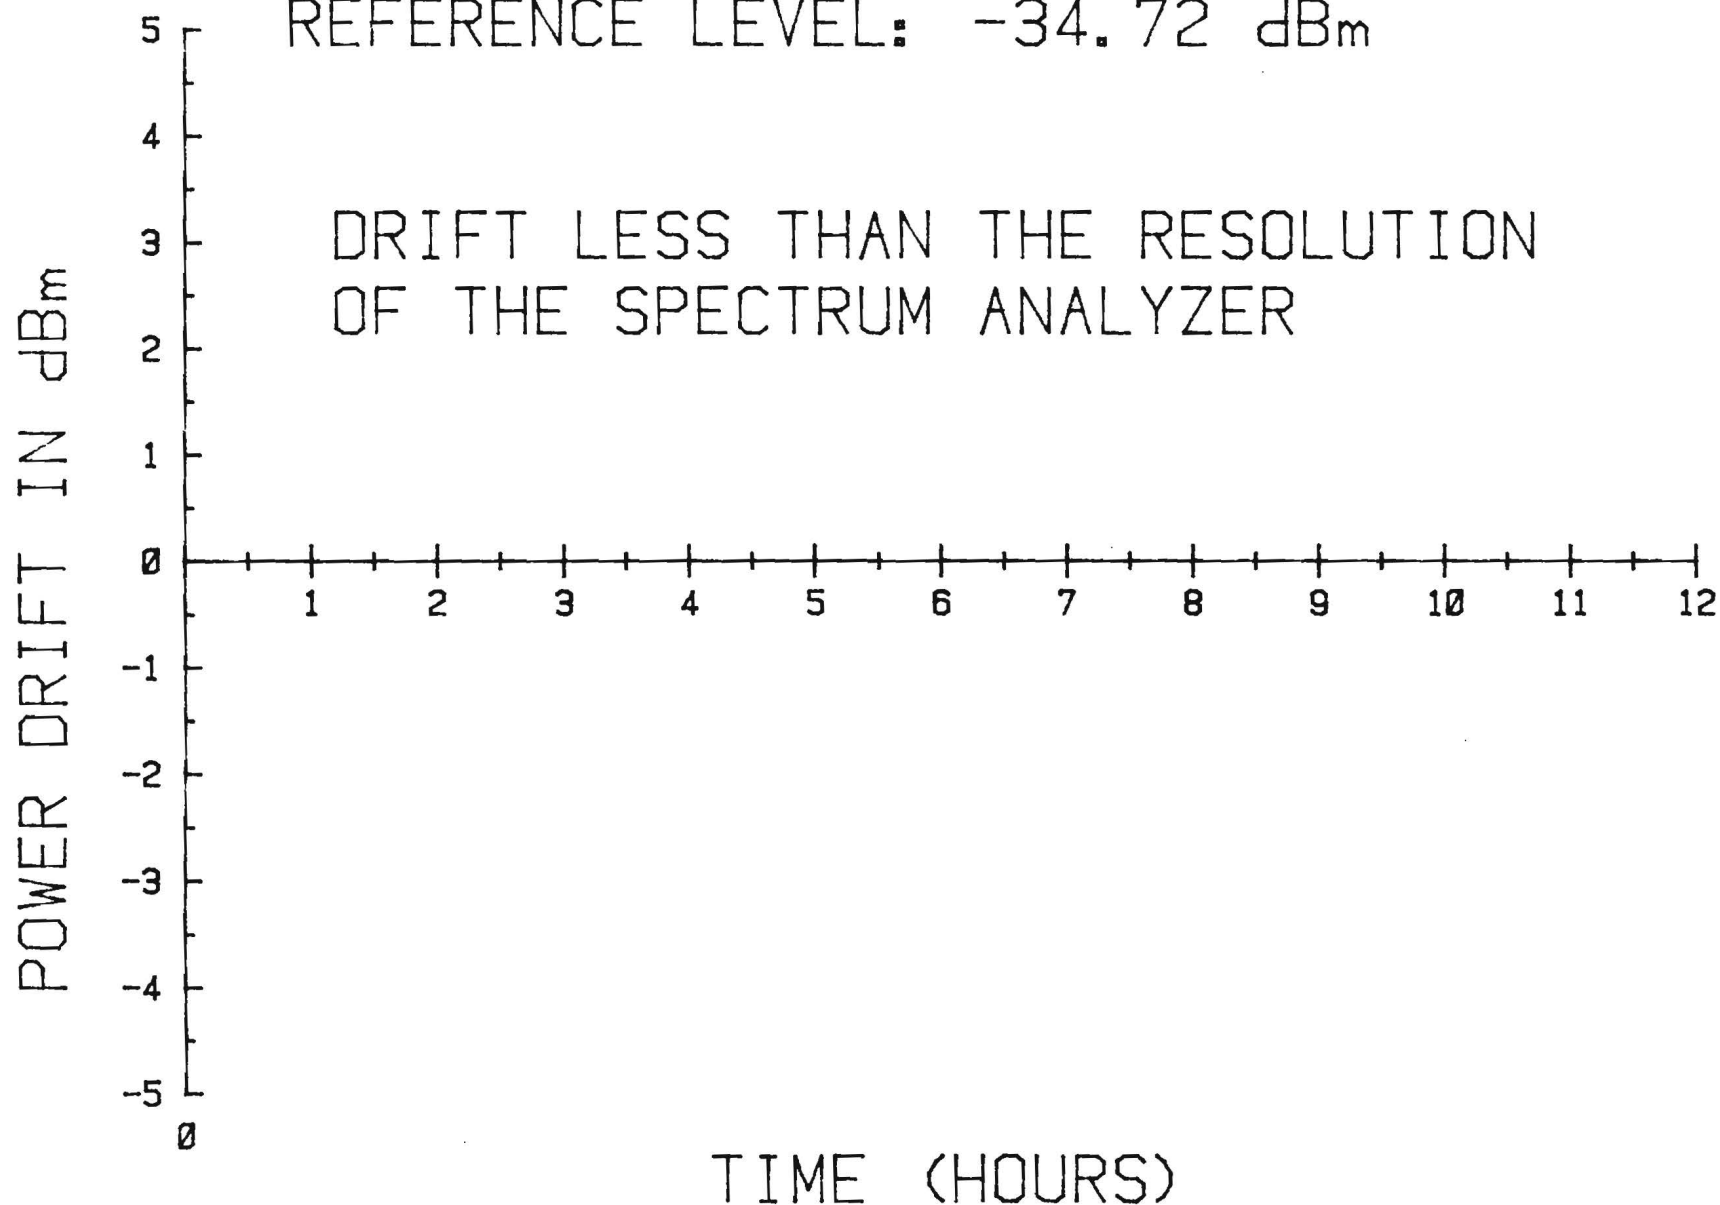 REFERENCE LEVEL: -34.72 dBm
5
4
DRIFT LESS THAN THE RESOLUTION
3
OF THE SPECTRUM ANALYZER
2
1
0
1 2 3 4 5 6 7 8 9 10 11 12
-1
-2
-3
-4
-5
0
POWER DRIFT IN dBm
TIME (HOURS)